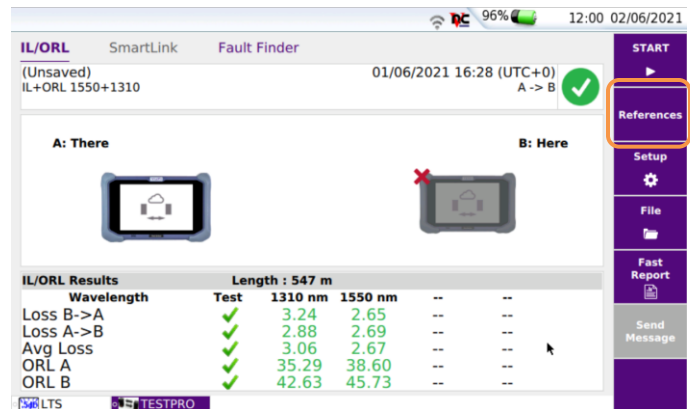 96% 12:00 02/06/2021
IL/ORL SmartLink Fault Finder
(Unsaved) 01/06/2021 16:28 (UTC+0)
IL+ORL 1550+1310 A -> B
A: There B: Here
IL/ORL Results Length : 547 m
Wavelength Test 1310 nm 1550 nm -- --
Loss B->A 3.24 2.65 -- --
Loss A->B 2.88 2.69 -- --
Avg Loss 3.06 2.67 -- --
ORL A 35.29 38.60 -- --
ORL B 42.63 45.73 -- --
LTS TESTPRO
START
References
Setup
File
Fast
Report
Send
Message